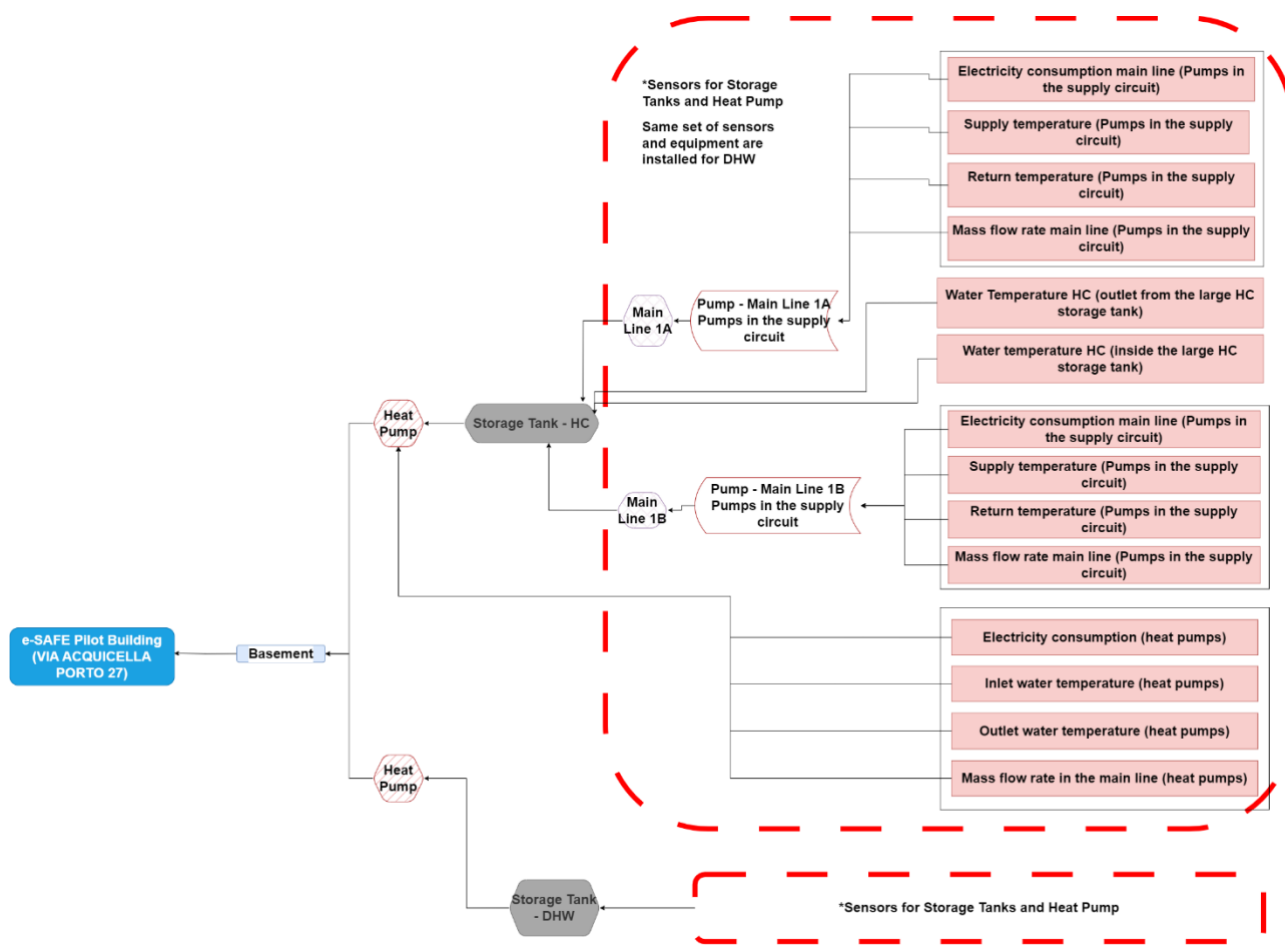 *Sensors for Storage
Tanks and Heat Pump
Same set of sensors
and equipment are
installed for DHW
Electricity consumption main line (Pumps in
the supply circuit)
Supply temperature (Pumps in the supply
circuit)
Return temperature (Pumps in the supply
circuit)
Mass flow rate main line (Pumps in the supply
circuit)
Main
Line 1A
Pump - Main Line 1A
Pumps in the supply
circuit
Water Temperature HC (outlet from the large HC
storage tank)
Water temperature HC (inside the large HC
storage tank)
Heat
Pump
Storage Tank - HC
Electricity consumption main line (Pumps in
the supply circuit)
Supply temperature (Pumps in the supply
circuit)
Return temperature (Pumps in the supply
circuit)
Mass flow rate main line (Pumps in the supply
circuit)
Main
Line 1B
Pump - Main Line 1B
Pumps in the supply
circuit
e-SAFE Pilot Building
(VIA ACQUICELLA
PORTO 27)
Basement
Electricity consumption (heat pumps)
Inlet water temperature (heat pumps)
Outlet water temperature (heat pumps)
Mass flow rate in the main line (heat pumps)
Heat
Pump
Storage Tank
- DHW
*Sensors for Storage Tanks and Heat Pump